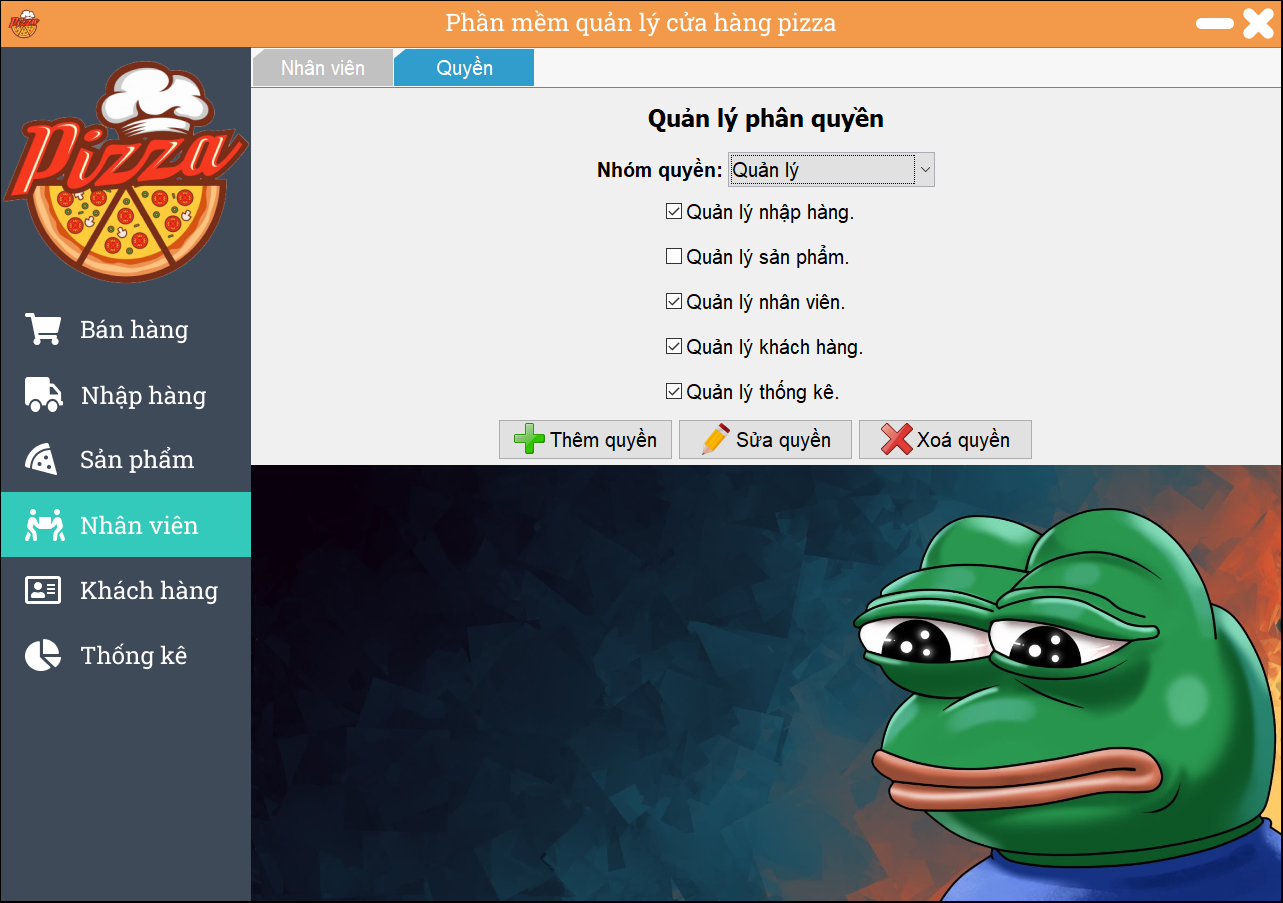 Phần mềm quản lý cửa hàng pizza
Pizza
Nhân viên
Quyền
Pizza
Quản lý phân quyền
Nhóm quyền: Quản lý
Quản lý nhập hàng.
Quản lý sản phẩm.
Quản lý nhân viên.
Quản lý khách hàng.
Quản lý thống kê.
Thêm quyền
Sửa quyền
Xoá quyền
Bán hàng
Nhập hàng
Sản phẩm
Nhân viên
Khách hàng
Thống kê